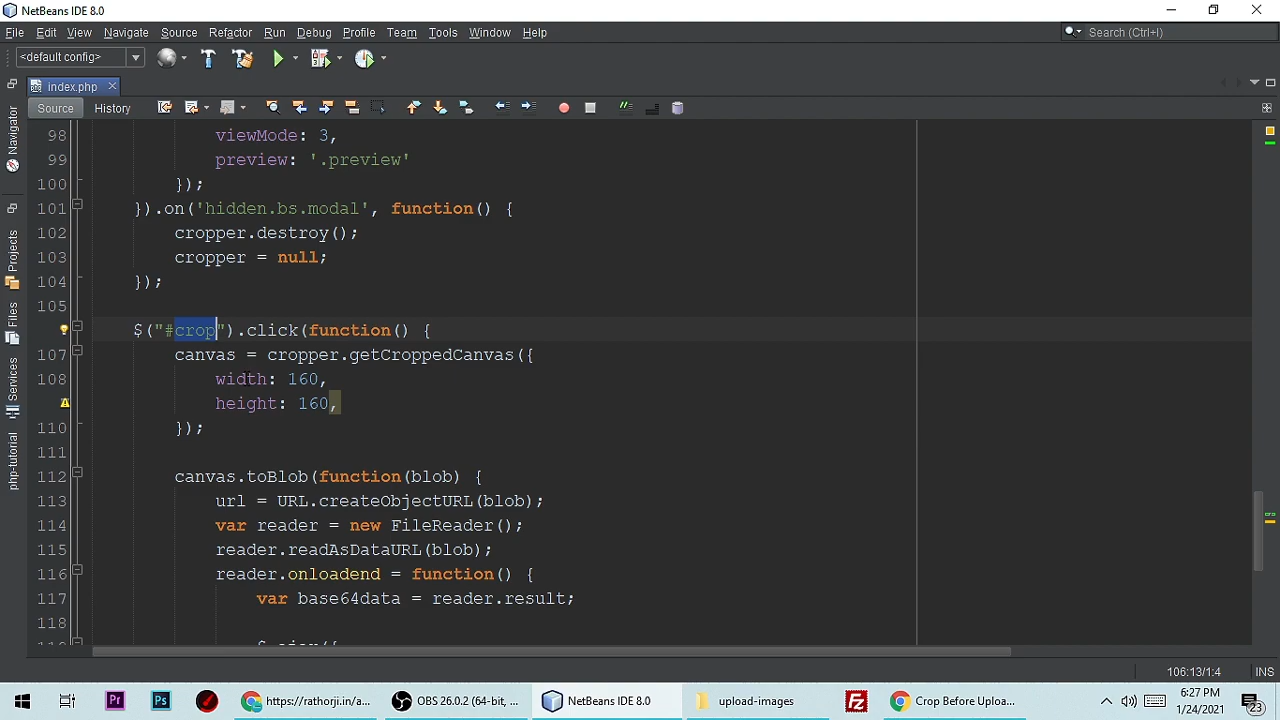 NetBeans IDE 8.0
File Edit View Navigate Source Refactor Run Debug Profile Team Tools Window Help
Search (Ctrl+I)
<default config>
index.php
Source History
Navigator
Projects
Files
Services
php-tutorial
98 viewMode: 3,
99 preview: '.preview'
100 });
101 }).on('hidden.bs.modal', function() {
102 cropper.destroy();
103 cropper = null;
104 });
105
106 $("#crop").click(function() {
107 canvas = cropper.getCroppedCanvas({
108 width: 160,
height: 160,
110 });
111
112 canvas.toBlob(function(blob) {
113 url = URL.createObjectURL(blob);
114 var reader = new FileReader();
115 reader.readAsDataURL(blob);
116 reader.onloadend = function() {
117 var base64data = reader.result;
118
106:13/1:4 INS
Pr Ps https://rathorji.in/a... OBS 26.0.2 (64-bit, ... NetBeans IDE 8.0 upload-images Fz Crop Before Uploa... 6:27 PM
1/24/2021 23